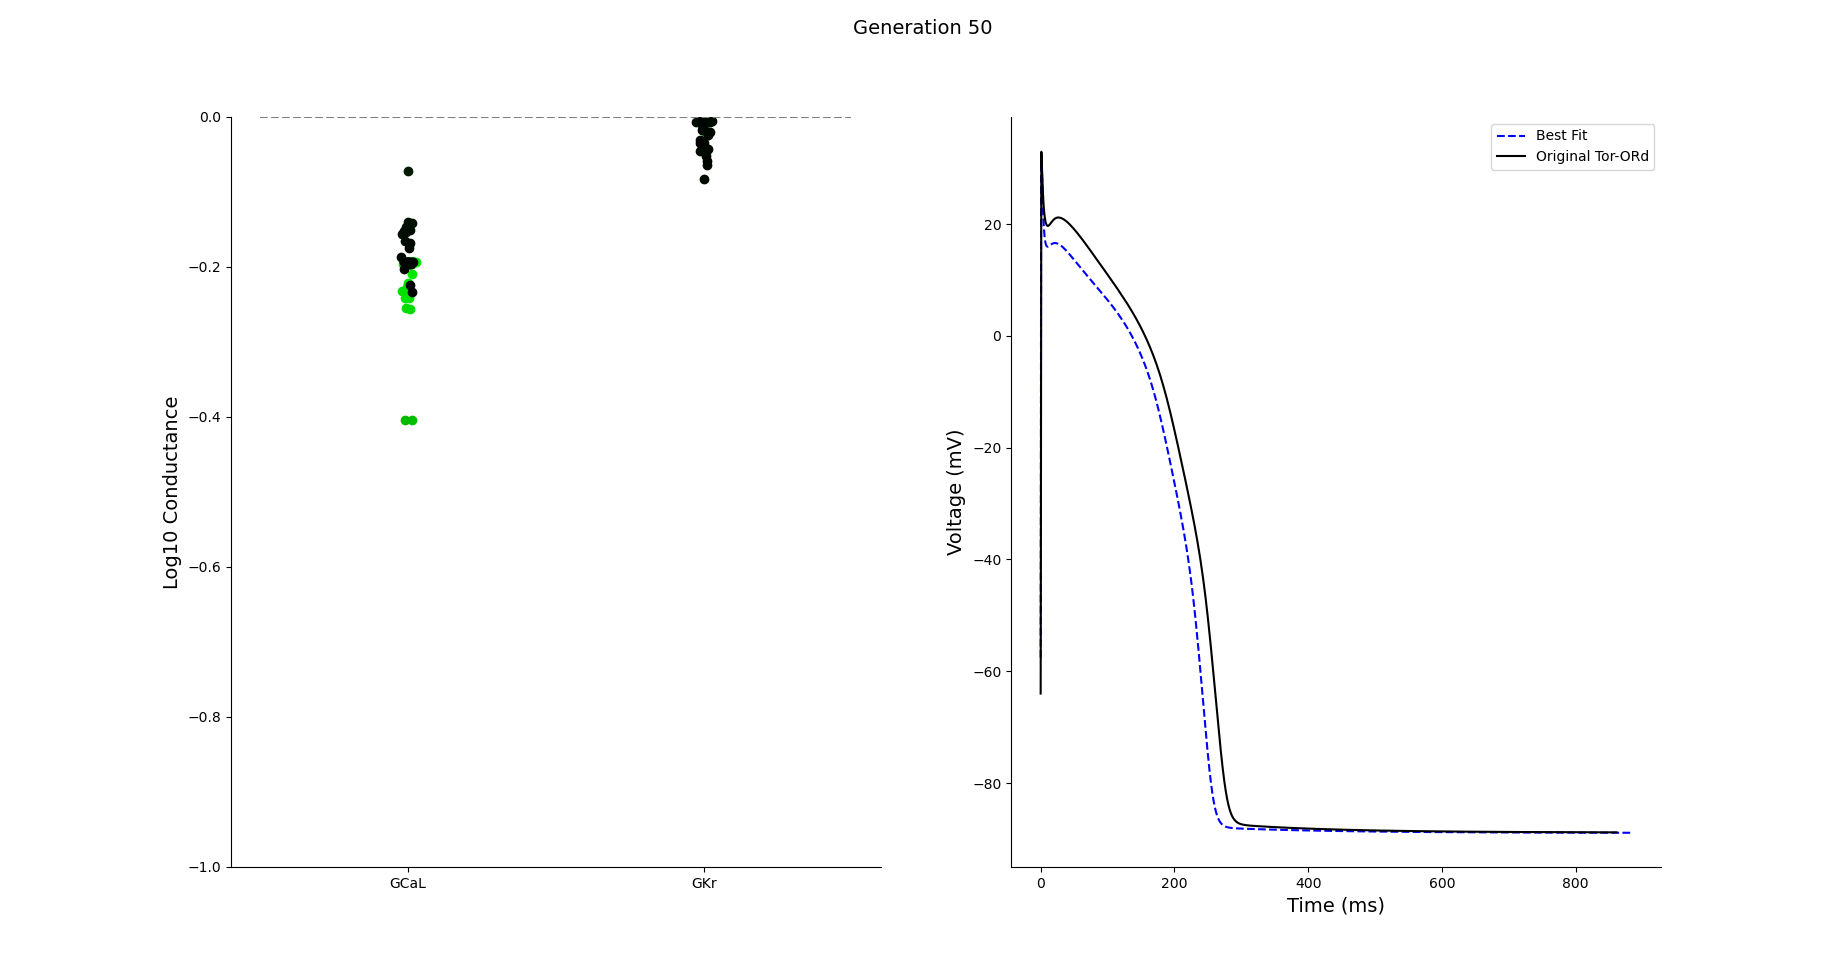 Generation 50
0.0
−0.2
−0.4
−0.6
−0.8
−1.0
Log10 Conductance
GCaL
GKr
Best Fit
Original Tor-ORd
20
0
−20
−40
−60
−80
Voltage (mV)
0
200
400
600
800
Time (ms)